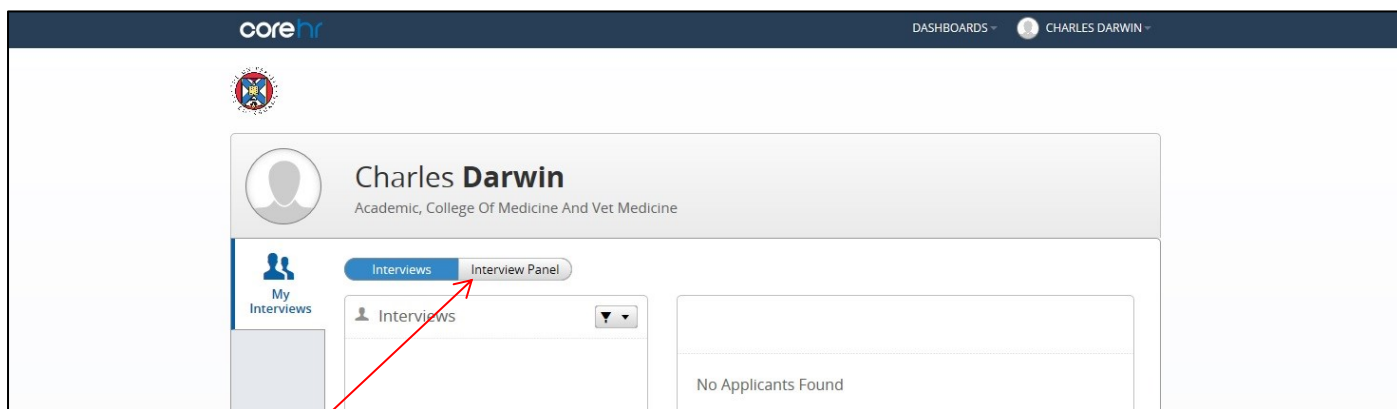 corehr
DASHBOARDS CHARLES DARWIN
Charles Darwin
Academic, College Of Medicine And Vet Medicine
My
Interviews
Interviews Interview Panel
Interviews
No Applicants Found